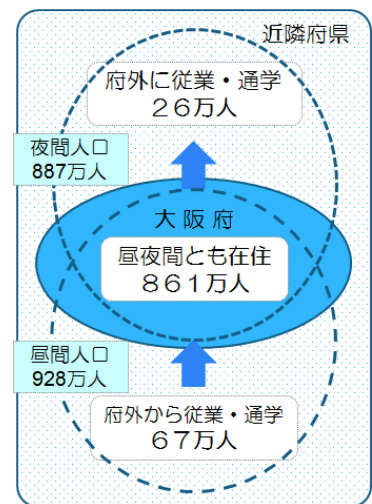 近隣府県
府外に従業・通学
２６万人
夜間人口
887万人
大阪府
昼夜間とも在住
８６１万人
昼間人口
928万人
府外から従業・通学
６７万人